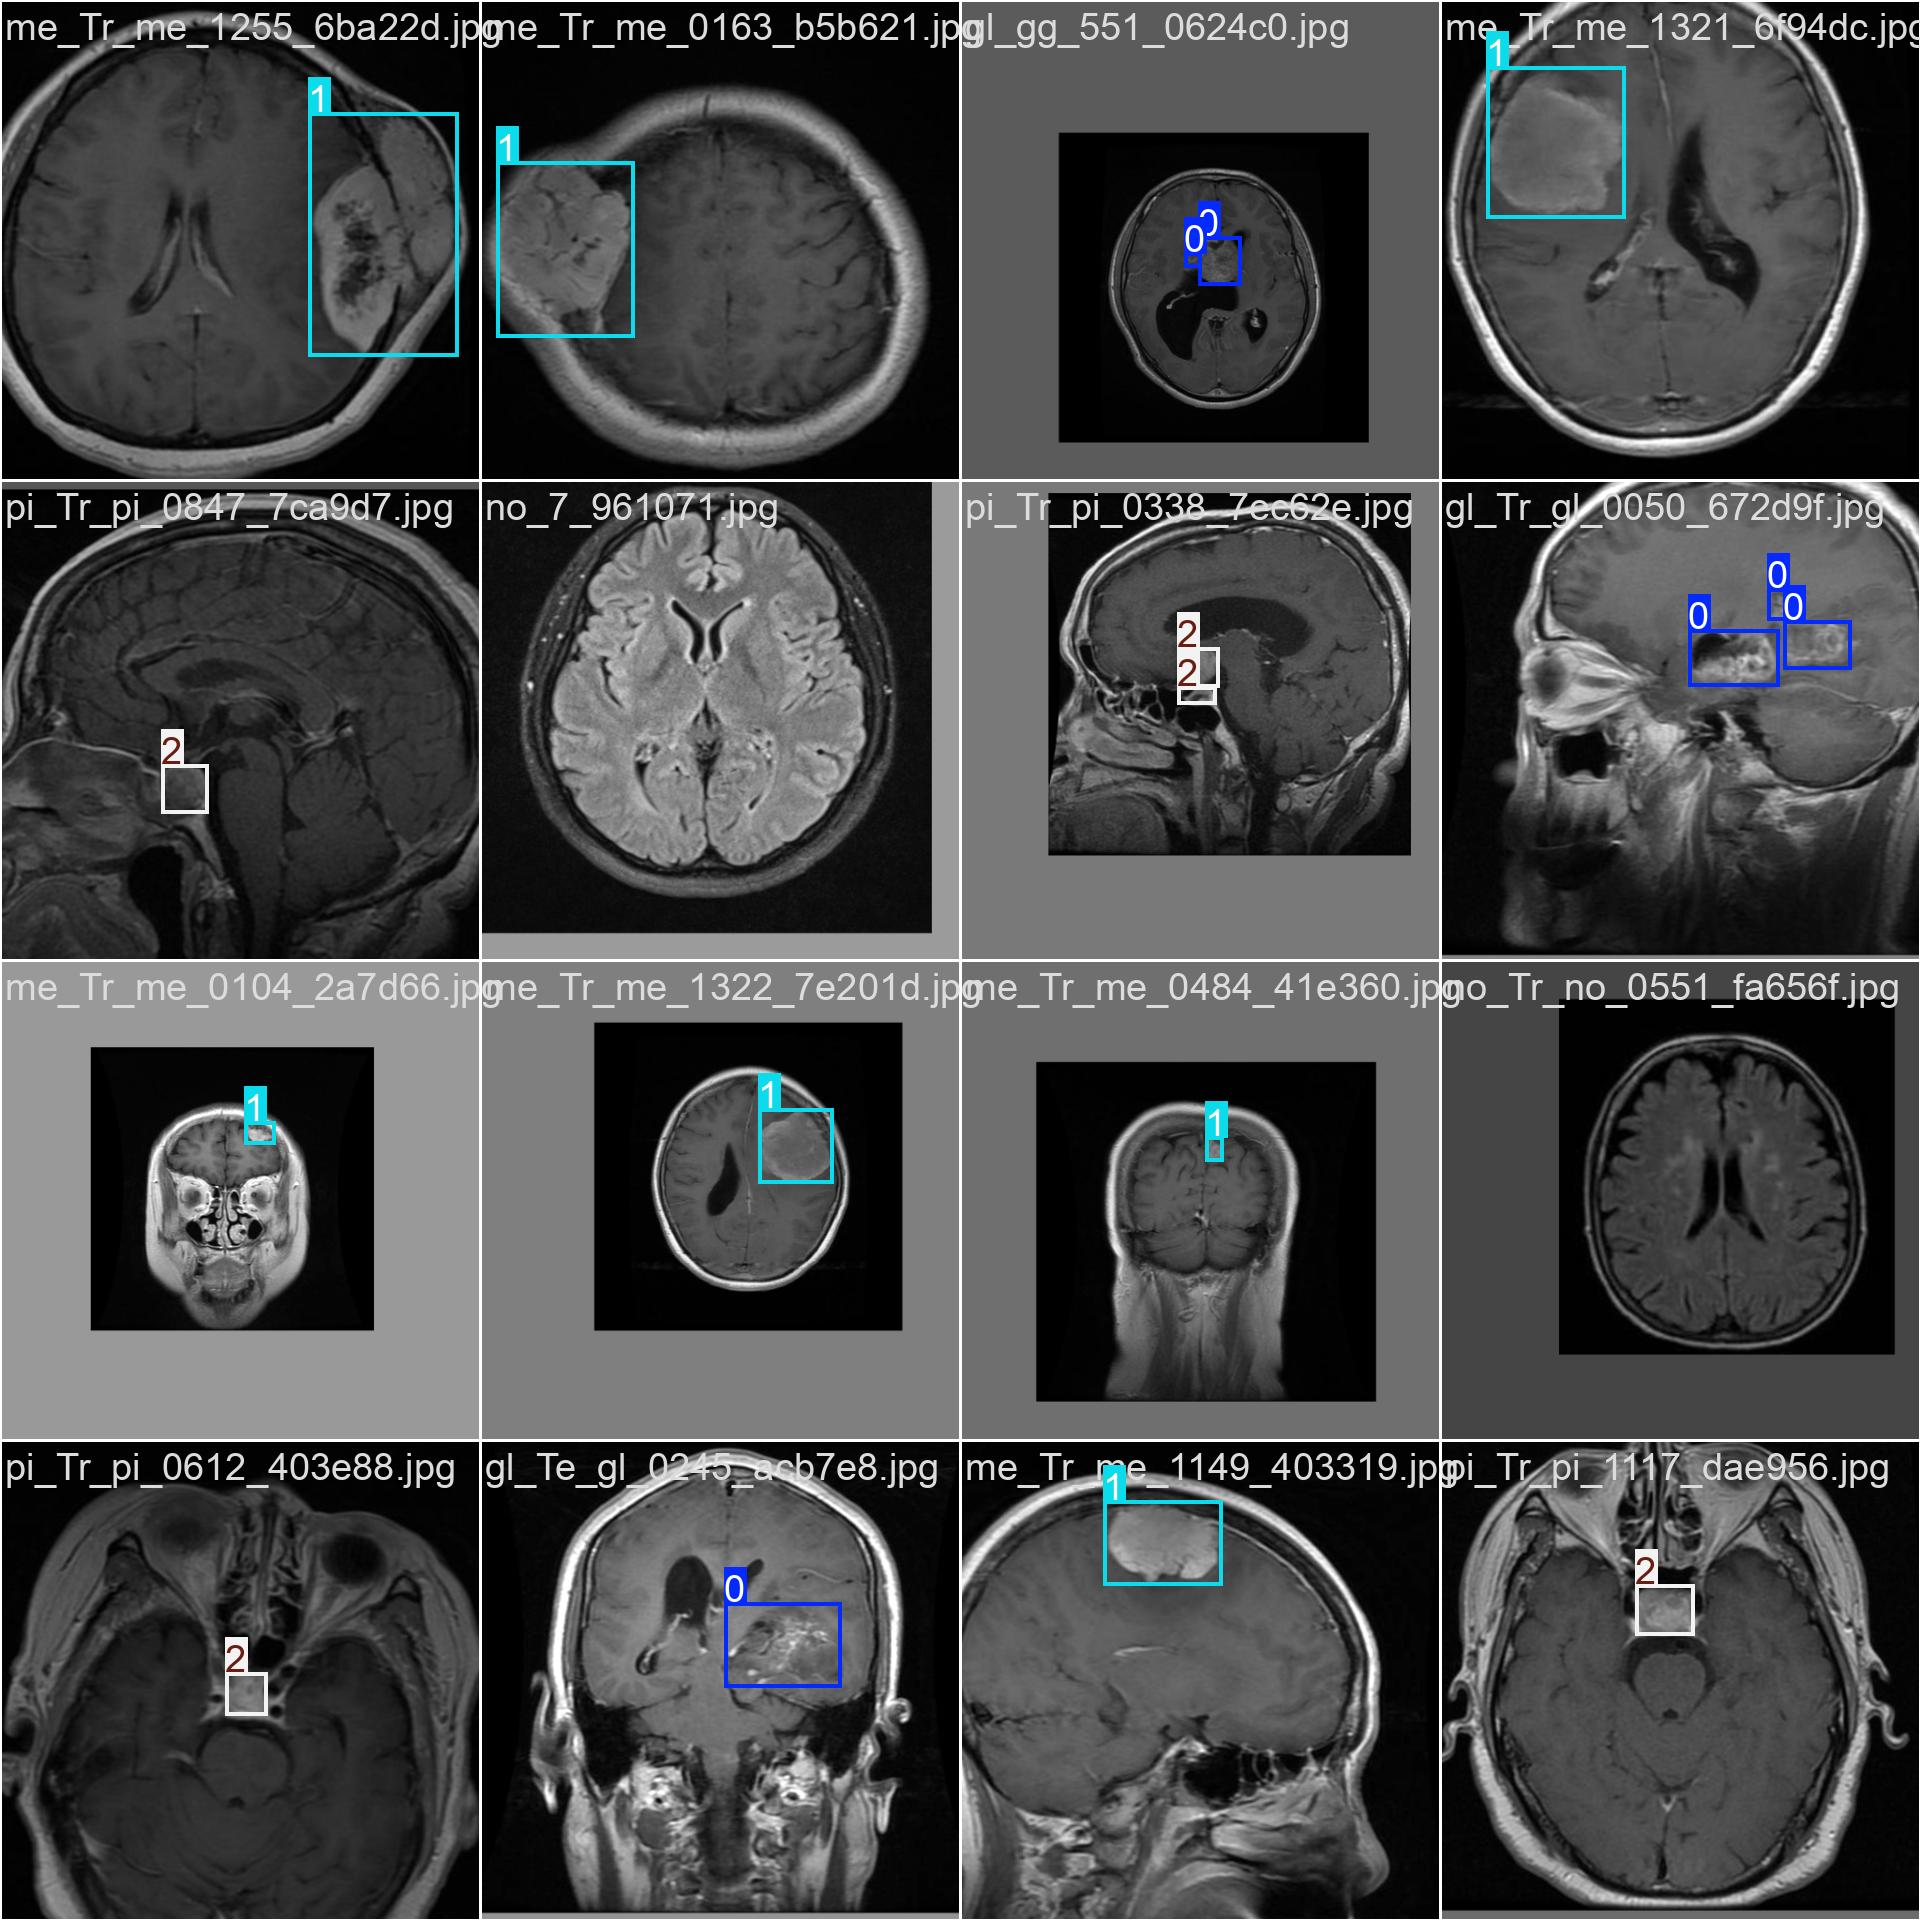 me_Tr_me_1255_6ba22d.jpg
me_Tr_me_0163_b5b621.jpg
gl_gg_551_0624c0.jpg
me_Tr_me_1321_6f94dc.jpg
1
1
0
0
1
pi_Tr_pi_0847_7ca9d7.jpg
no_7_961071.jpg
pi_Tr_pi_0338_7ec62e.jpg
gl_Tr_gl_0050_672d9f.jpg
2
2
2
0
0
0
me_Tr_me_0104_2a7d66.jpg
me_Tr_me_1322_7e201d.jpg
me_Tr_me_0484_41e360.jpg
no_Tr_no_0551_fa656f.jpg
1
1
1
pi_Tr_pi_0612_403e88.jpg
gl_Te_gl_0245_acb7e8.jpg
me_Tr_me_1149_403319.jpg
pi_Tr_pi_1117_dae956.jpg
2
0
1
2